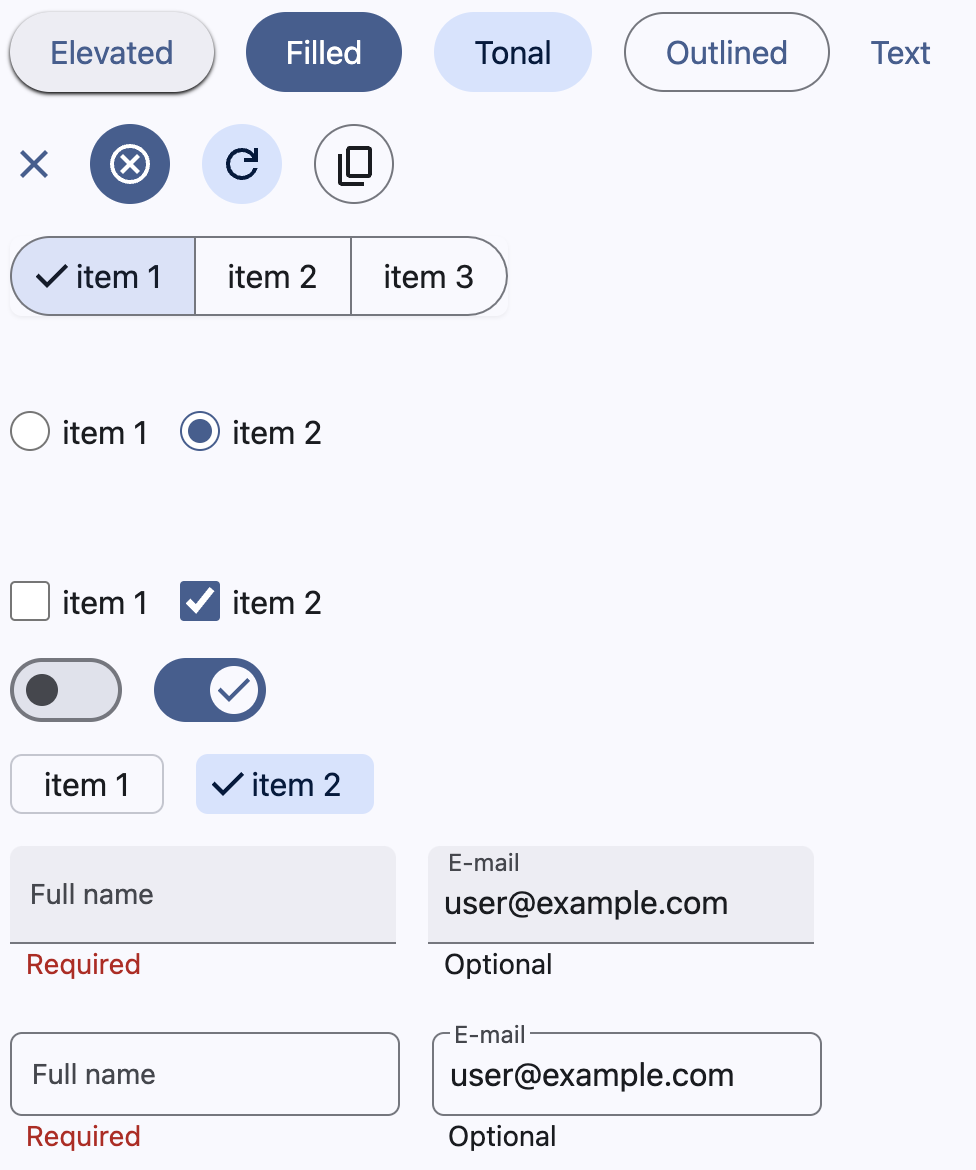 Elevated Filled Tonal Outlined Text
item 1 item 2 item 3
item 1 item 2
item 1 item 2
item 1 item 2
Full name E-mail
user@example.com
Required Optional
Full name E-mail
user@example.com
Required Optional